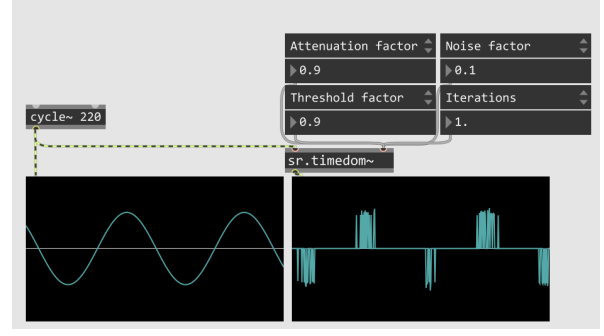 Attenuation factor
Noise factor
0.9
0.1
Threshold factor
Iterations
0.9
1.
cycle~ 220
sr.timedom~